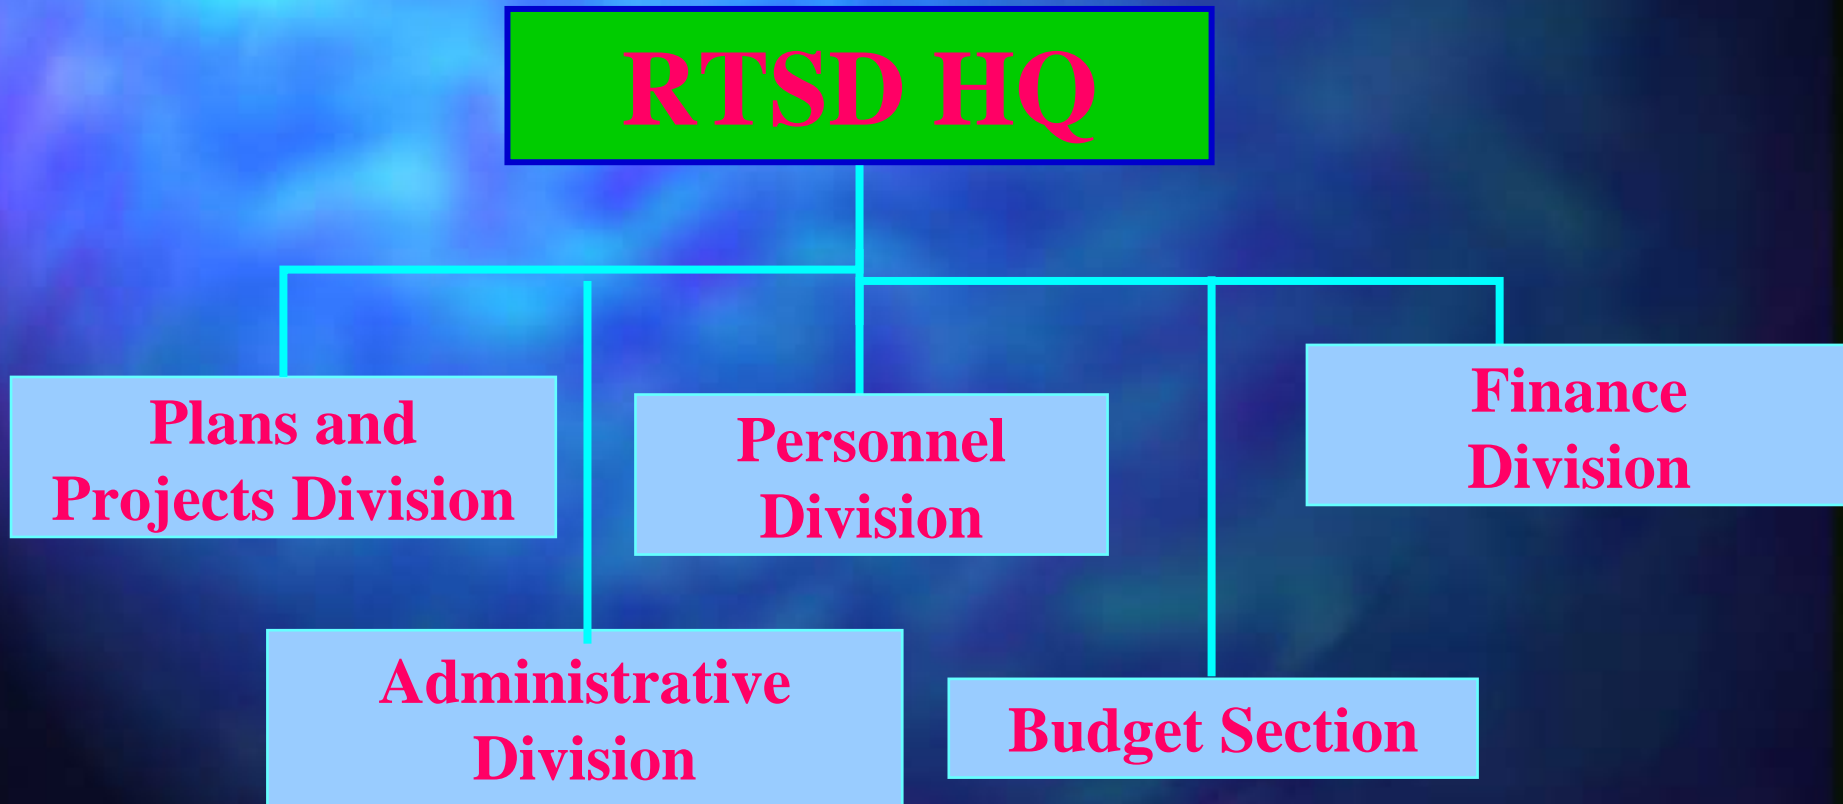 RTSD HQ
Plans and
Projects Division
Personnel
Division
Finance
Division
Administrative
Division
Budget Section